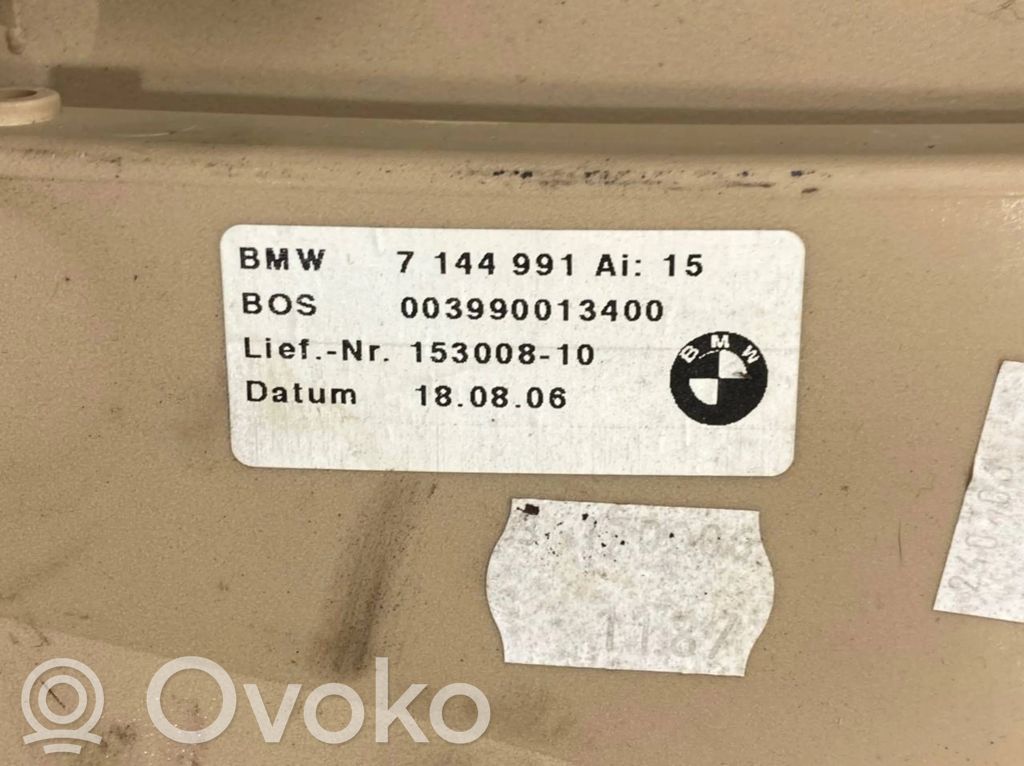 BMW 7 144 991 Ai: 15
BOS 003990013400
Lief.-Nr. 153008-10
Datum 18.08.06
BMW
Ovoko